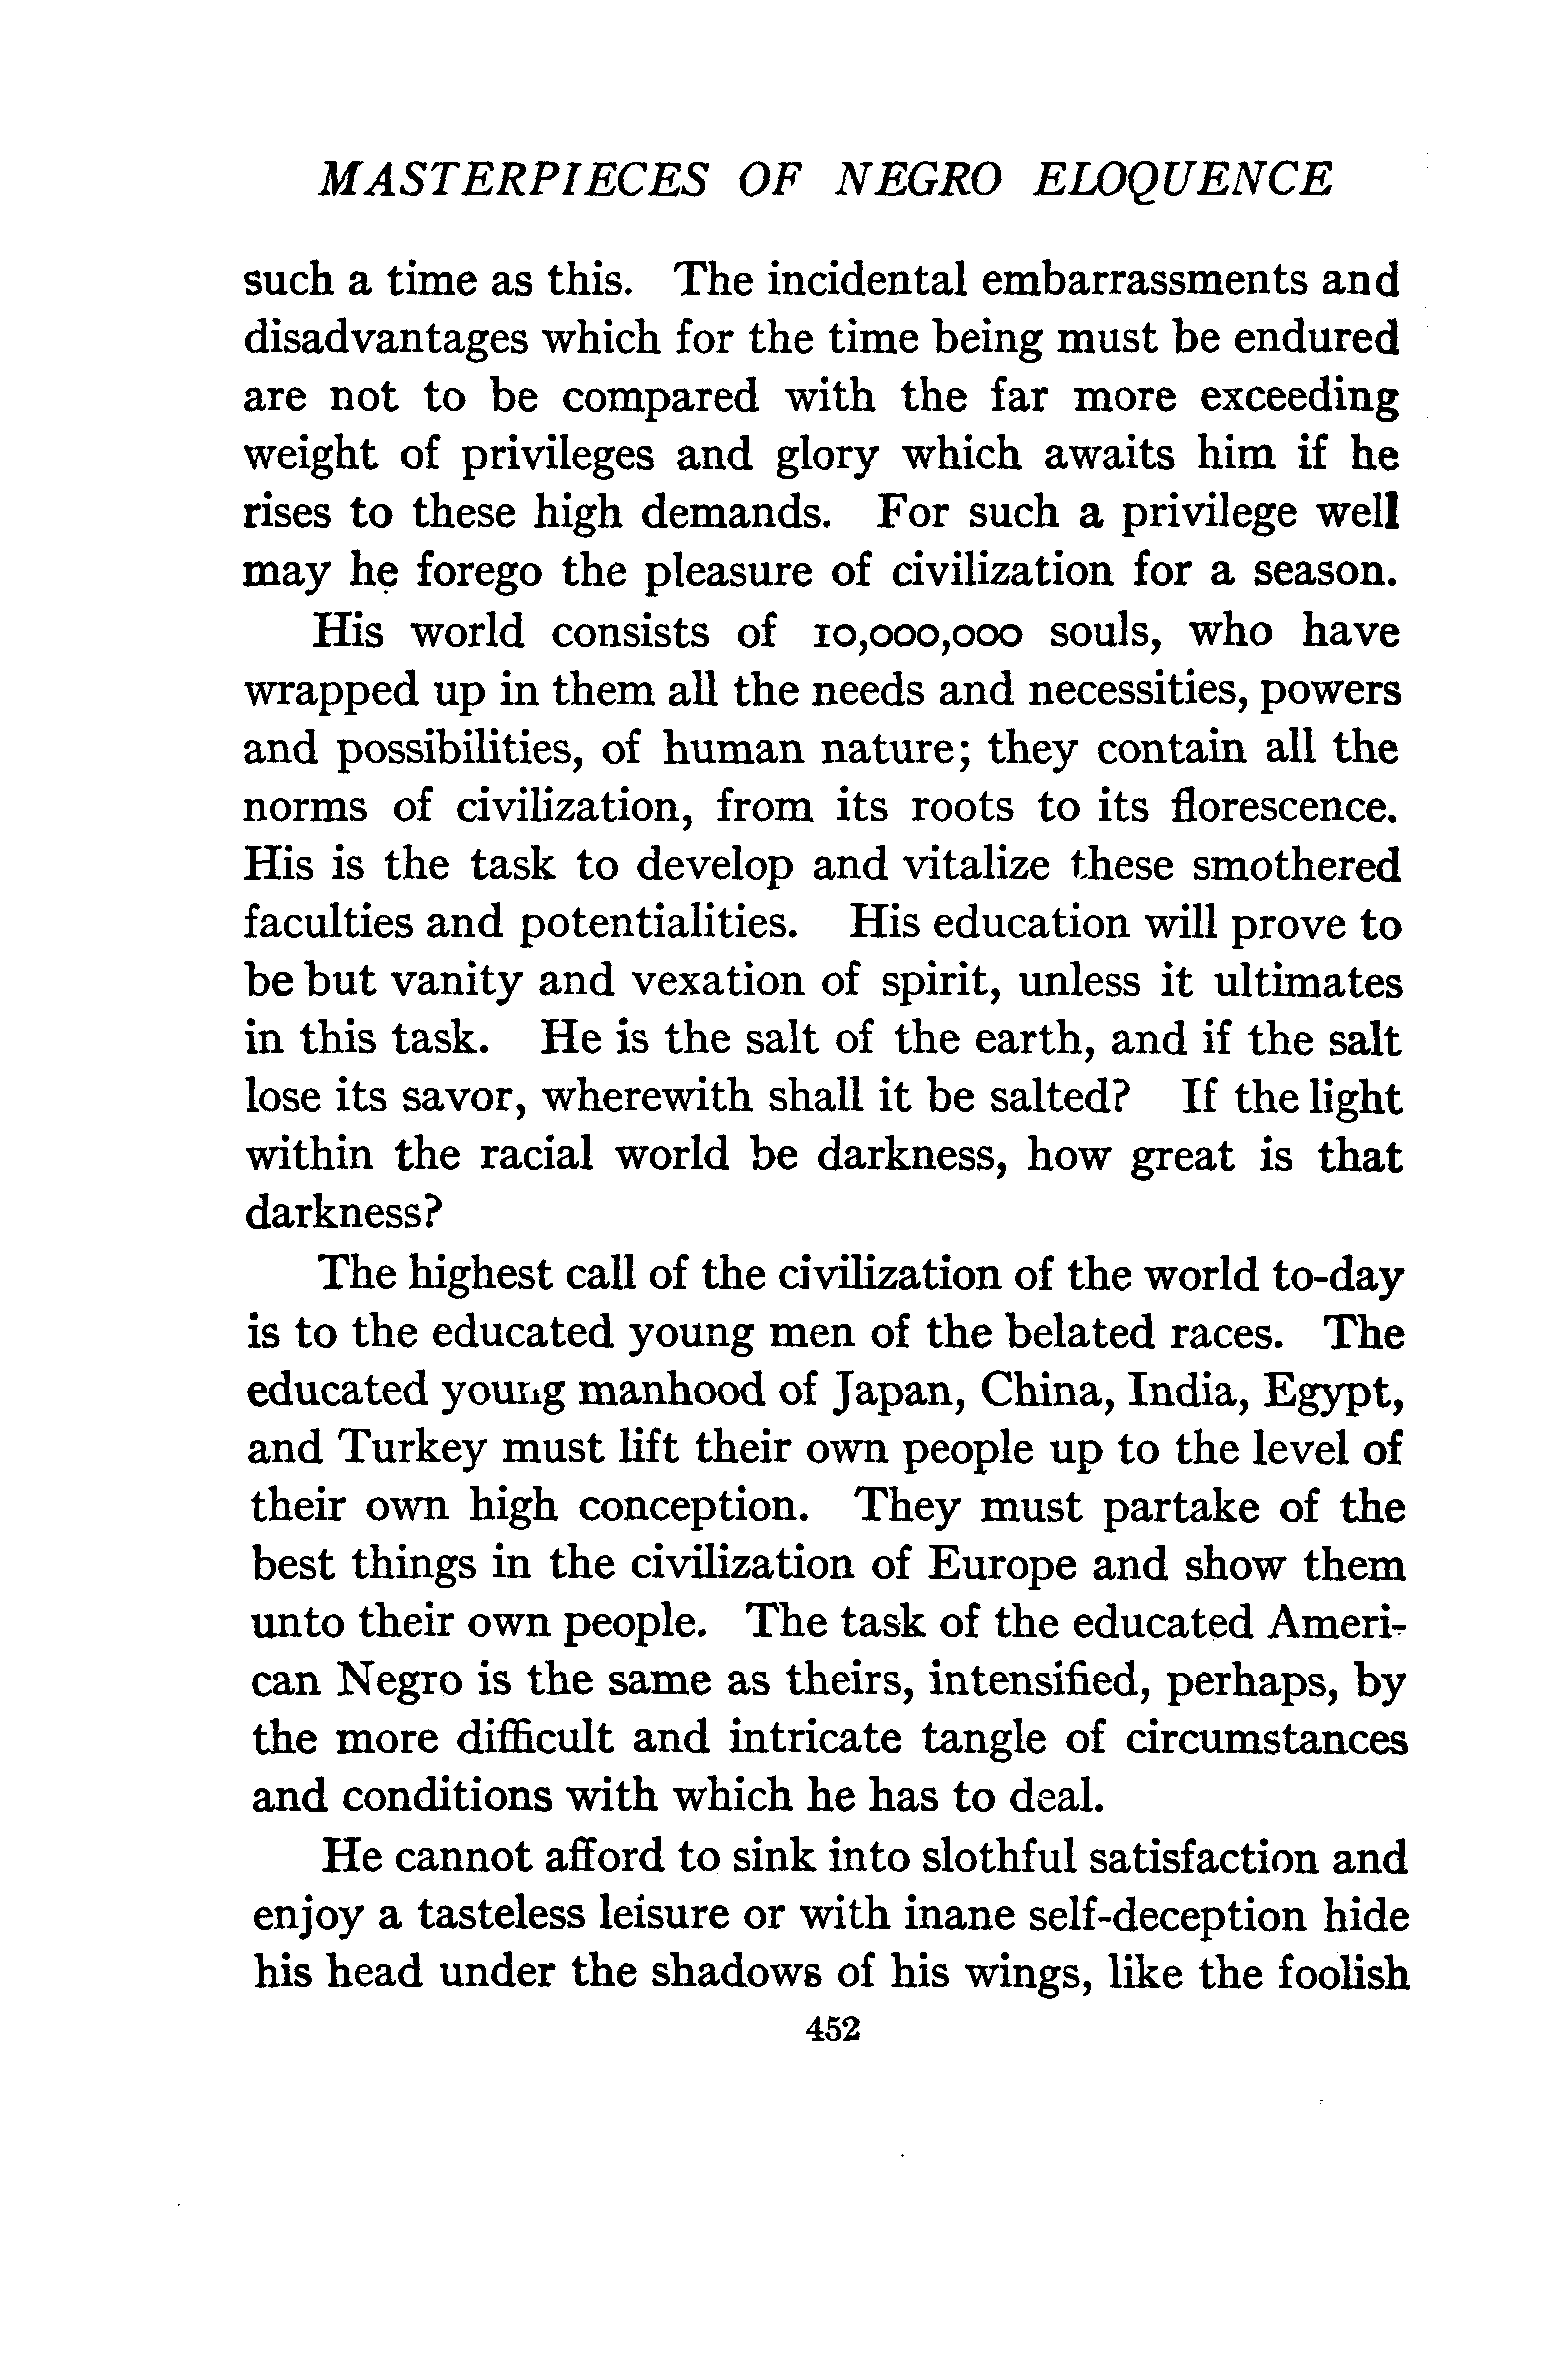 MASTERPIECES OF NEGRO ELOQUENCE
such a time as this. The incidental embarrassments and
disadvantages which for the time being must be endured
are not to be compared with the far more exceeding
weight of privileges and glory which awaits him if he
rises to these high demands. For such a privilege well
may he forego the pleasure of civilization for a season.
His world consists of 10,000,000 souls, who have
wrapped up in them all the needs and necessities, powers
and possibilities, of human nature; they contain all the
norms of civilization, from its roots to its florescence.
His is the task to develop and vitalize these smothered
faculties and potentialities. His education will prove to
be but vanity and vexation of spirit, unless it ultimates
in this task. He is the salt of the earth, and if the salt
lose its savor, wherewith shall it be salted? If the light
within the racial world be darkness, how great is that
darkness?
The highest call of the civilization of the world to-day
is to the educated young men of the belated races. The
educated young manhood of Japan, China, India, Egypt,
and Turkey must lift their own people up to the level of
their own high conception. They must partake of the
best things in the civilization of Europe and show them
unto their own people. The task of the educated Ameri-
can Negro is the same as theirs, intensified, perhaps, by
the more difficult and intricate tangle of circumstances
and conditions with which he has to deal.
He cannot afford to sink into slothful satisfaction and
enjoy a tasteless leisure or with inane self-deception hide
his head under the shadows of his wings, like the foolish
452